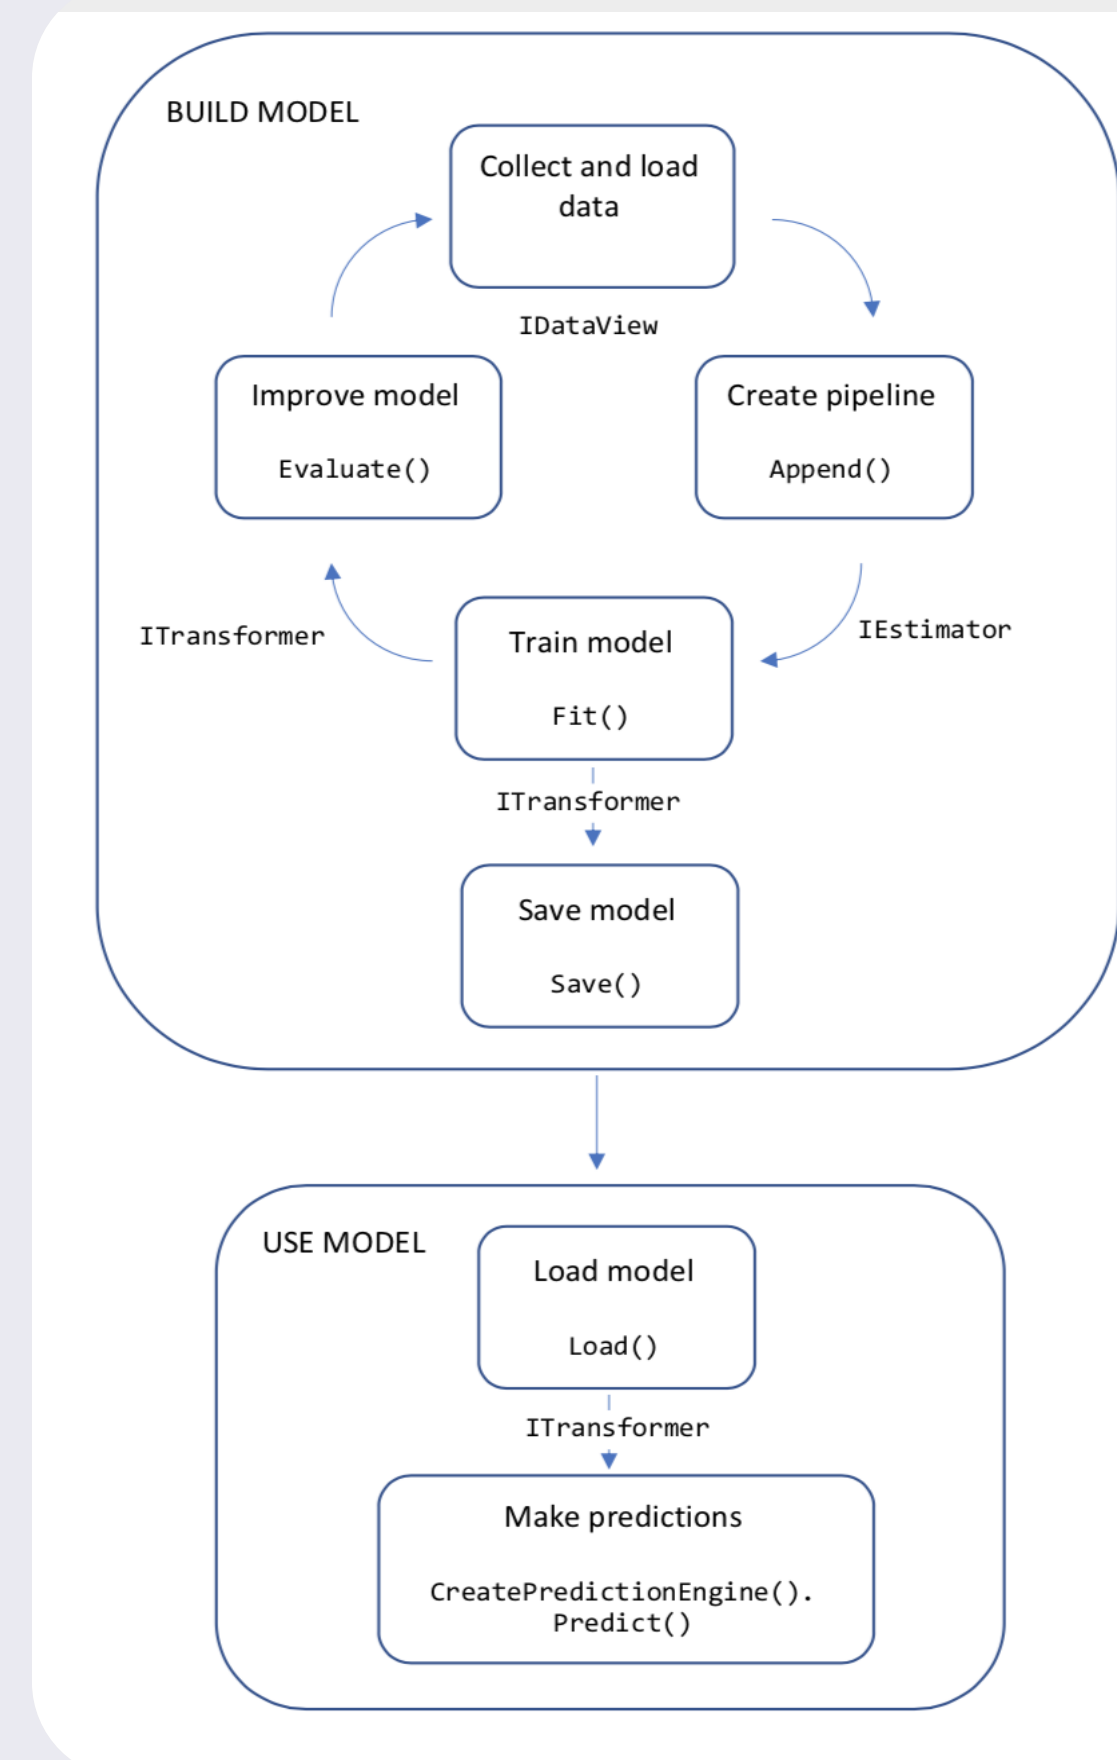 BUILD MODEL
Collect and load
data
IDataView
Improve model
Evaluate()
Create pipeline
Append()
ITransformer
IEstimator
Train model
Fit()
ITransformer
Save model
Save()
USE MODEL
Load model
Load()
ITransformer
Make predictions
CreatePredictionEngine().
Predict()